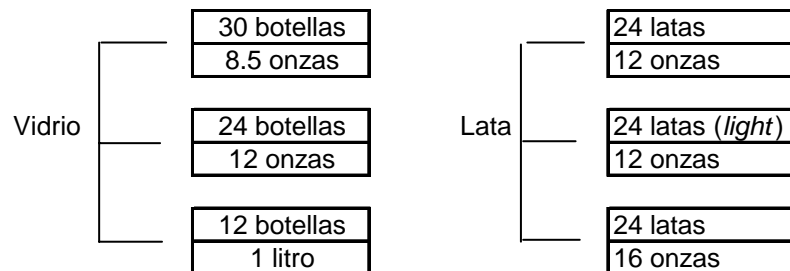 Vidrio
30 botellas
8.5 onzas
24 botellas
12 onzas
12 botellas
1 litro
Lata
24 latas
12 onzas
24 latas (light)
12 onzas
24 latas
16 onzas